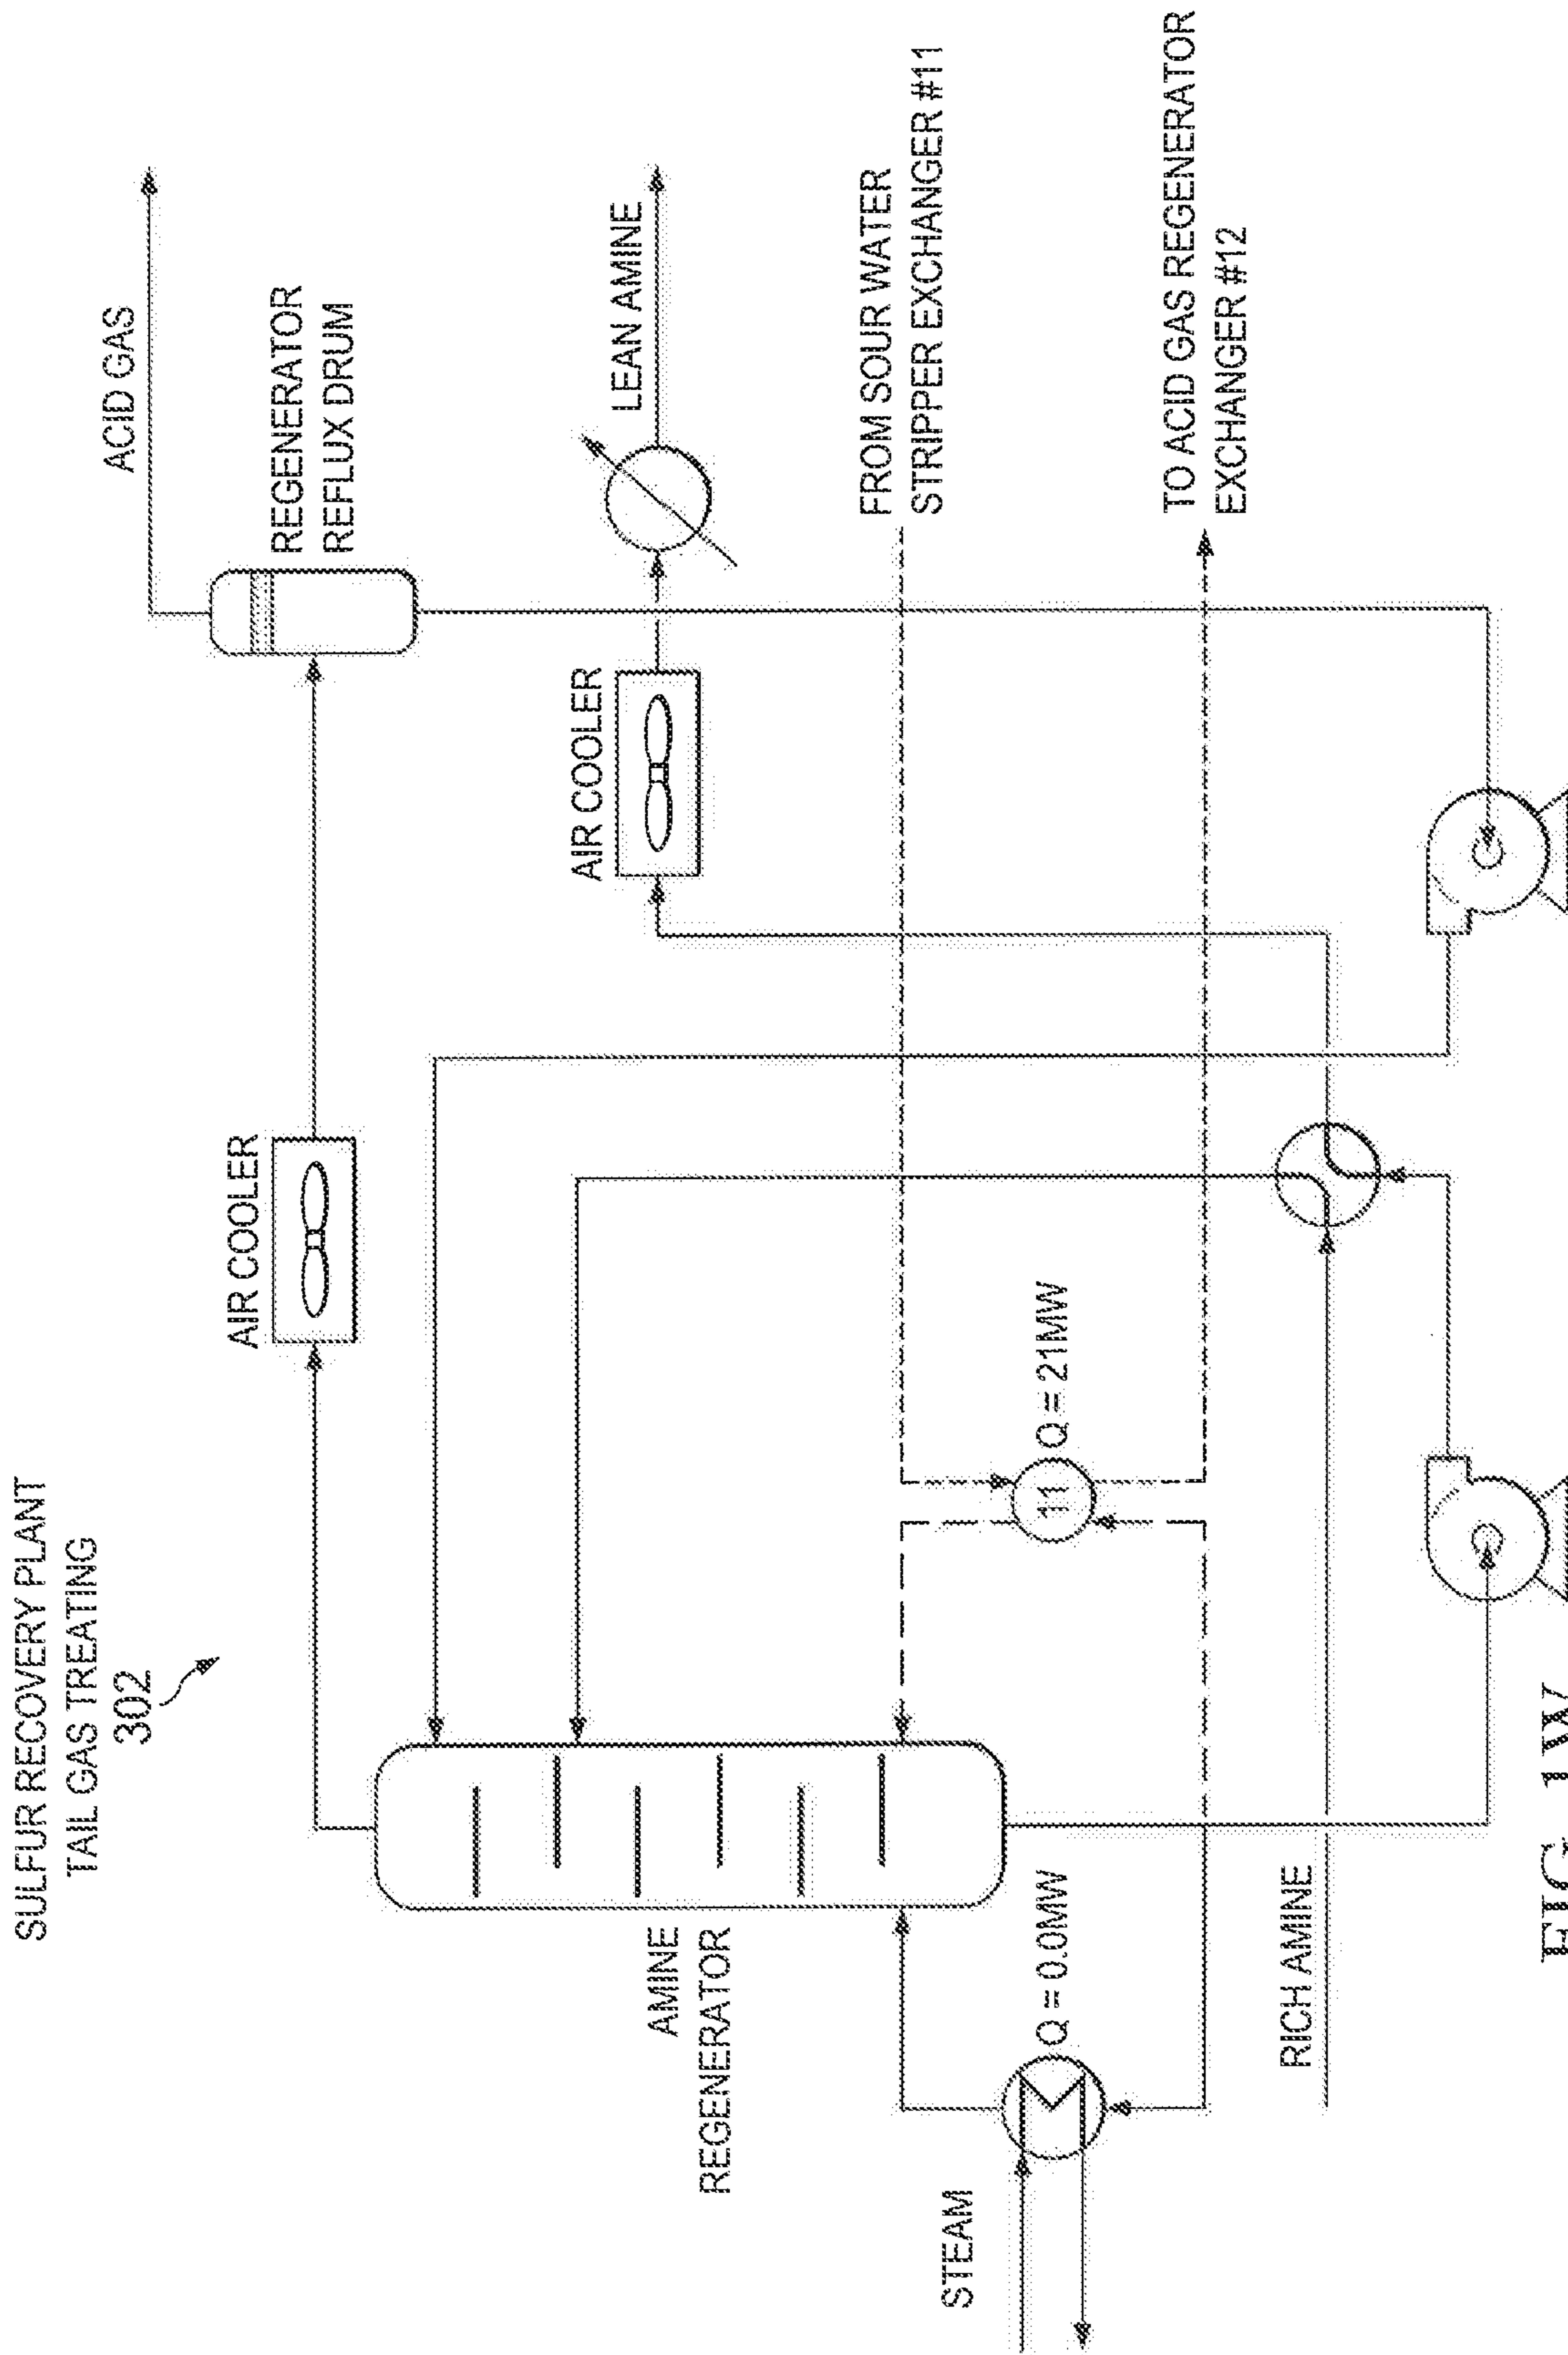 SULFUR RECOVERY PLANT
TAIL GAS TREATING
302
AIR COOLER
ACID GAS
REGENERATOR
REFLUX DRUM
AIR COOLER
LEAN AMINE
AMINE
REGENERATOR
FROM SOUR WATER
STRIPPER EXCHANGER #11
STEAM
Q = 0.0MW
11
Q = 21MW
TO ACID GAS REGENERATOR
EXCHANGER #12
RICH AMINE
FIG. 1W